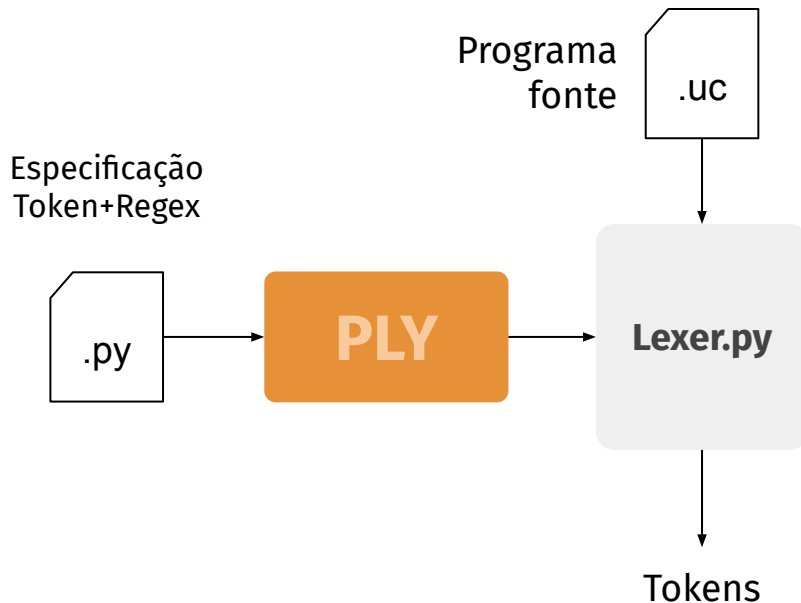 Programa
fonte
.uc
Especificação
Token+Regex
.py
PLY
Lexer.py
Tokens